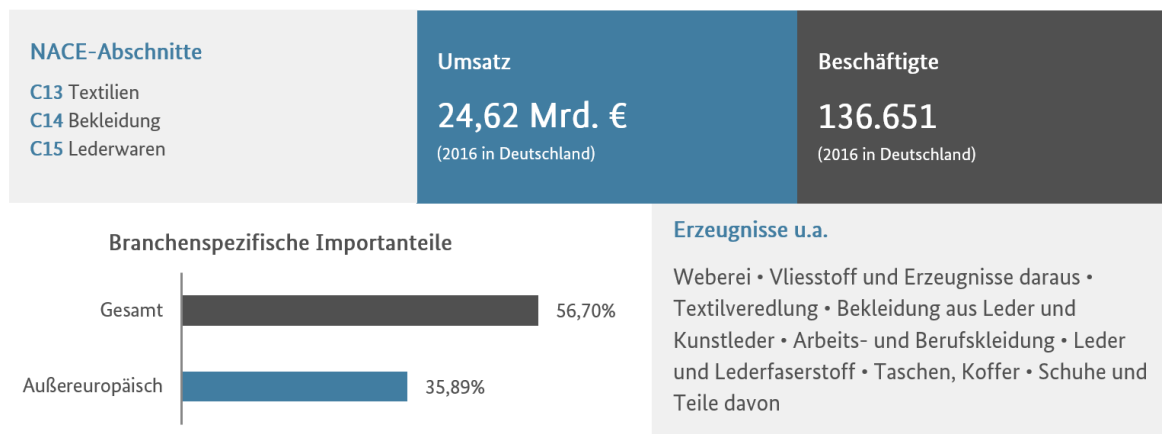 NACE-Abschnitte
C13 Textilien
C14 Bekleidung
C15 Lederwaren
Umsatz
24,62 Mrd. €
(2016 in Deutschland)
Beschäftigte
136.651
(2016 in Deutschland)
Branchenspezifische Importanteile
Gesamt
56,70%
Außereuropäisch
35,89%
Erzeugnisse u.a.
Weberei • Vliesstoff und Erzeugnisse daraus •
Textilveredlung • Bekleidung aus Leder und
Kunstleder • Arbeits- und Berufskleidung • Leder
und Lederfaserstoff • Taschen, Koffer • Schuhe und
Teile davon